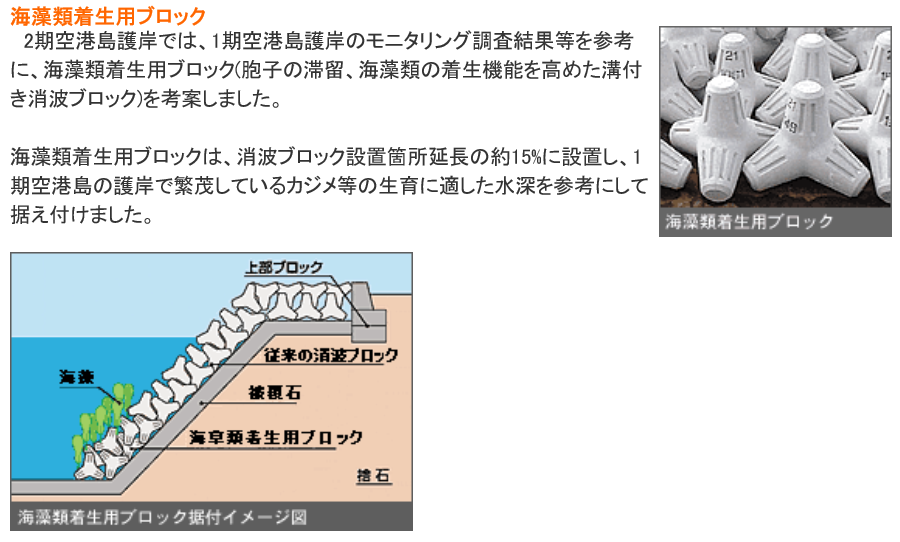 海藻類着生用ブロック
2期空港島護岸では、1期空港島護岸のモニタリング調査結果等を参考
に、海藻類着生用ブロック(胞子の滞留、海藻類の着生機能を高めた溝付
き消波ブロック)を考案しました。
海藻類着生用ブロックは、消波ブロック設置箇所延長の約15%に設置し、1
期空港島の護岸で繁茂しているカジメ等の生育に適した水深を参考にして
据え付けました。
21
21
49
海藻類着生用ブロック
上部ブロック
従来の消波ブロック
海藻
被覆石
海草類着生用ブロック
捨石
海藻類着生用ブロック据付イメージ図